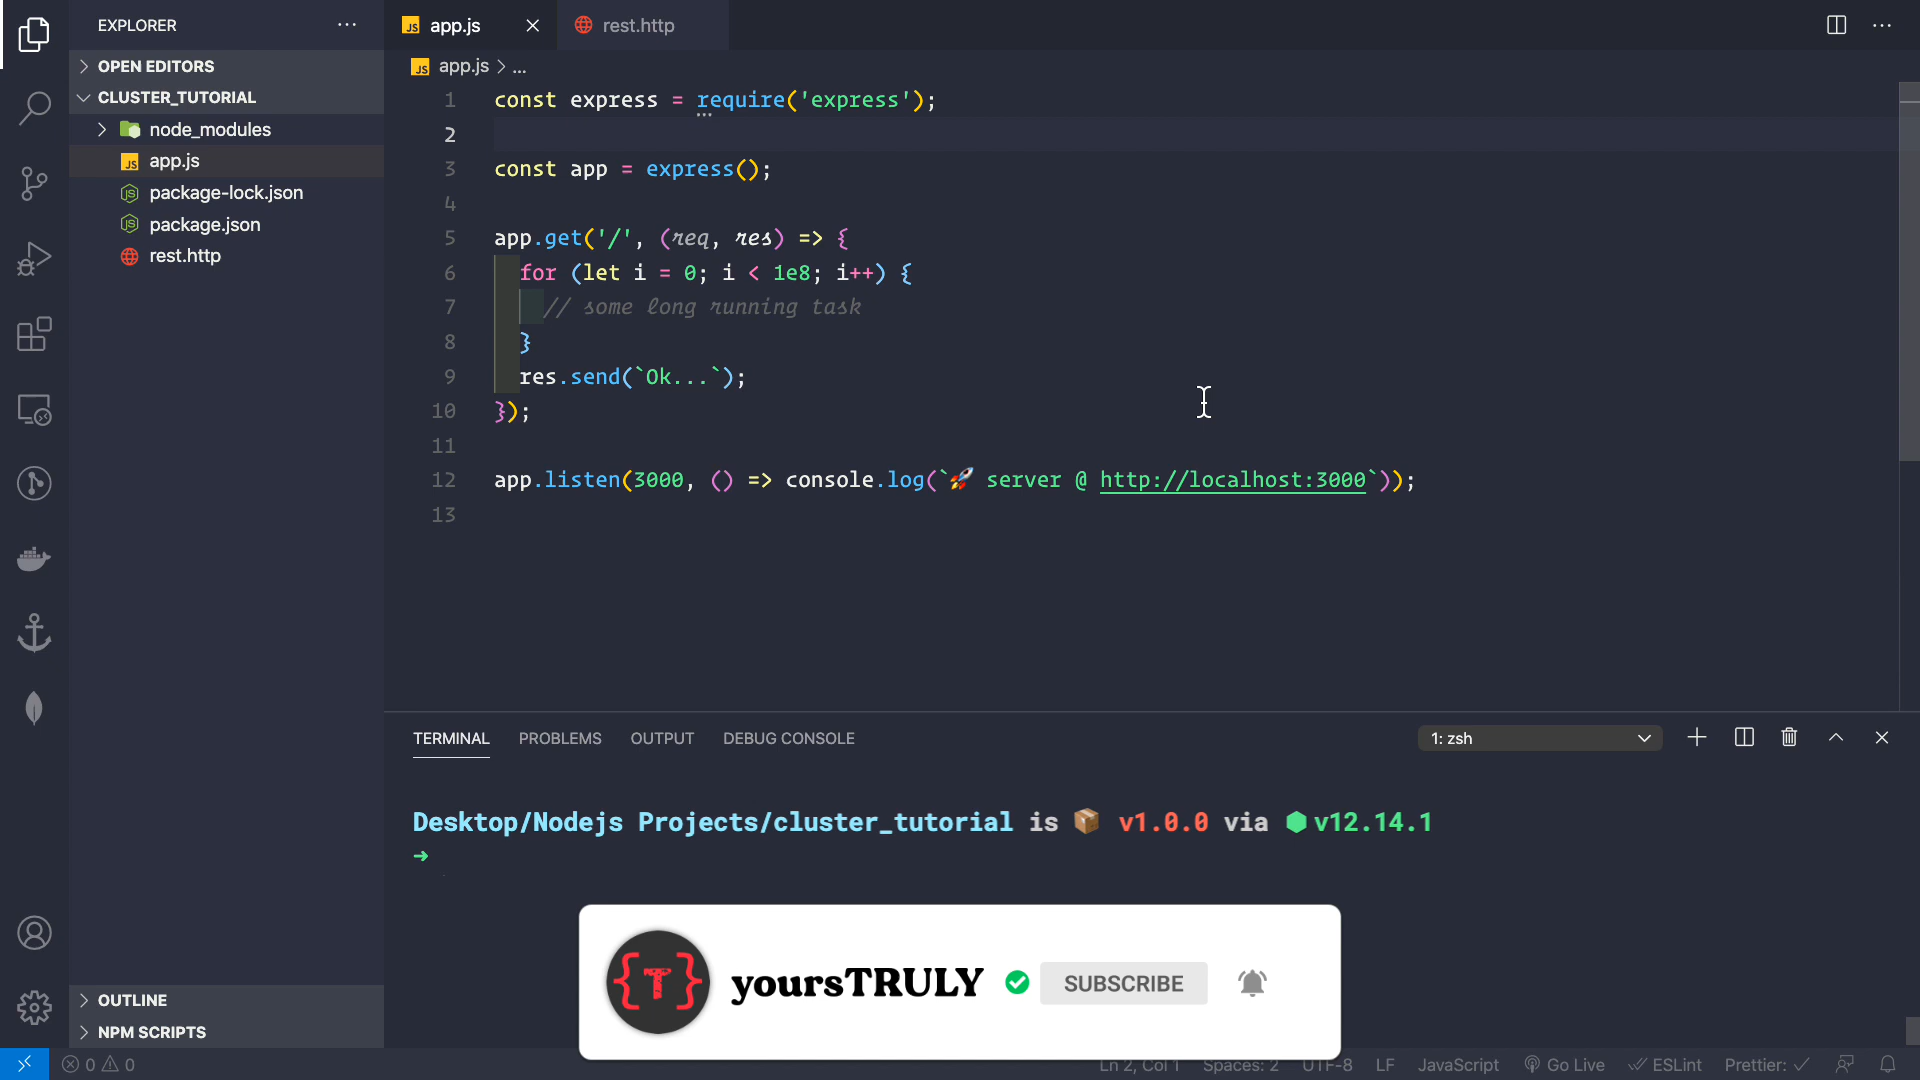 EXPLORER
OPEN EDITORS
CLUSTER_TUTORIAL
node_modules
JS app.js
package-lock.json
package.json
rest.http
OUTLINE
NPM SCRIPTS
JS app.js
rest.http
JS app.js > ...
1 const express = require('express');
2
3 const app = express();
4
5 app.get('/', (req, res) => {
6 for (let i = 0; i < 1e8; i++) {
7 // some long running task
8 }
9 res.send(`Ok...`);
10 });
11
12 app.listen(3000, () => console.log(`🚀 server @ http://localhost:3000`));
13
TERMINAL PROBLEMS OUTPUT DEBUG CONSOLE
1: zsh
Desktop/Nodejs Projects/cluster_tutorial is 📦 v1.0.0 via ⬢ v12.14.1
➜
{T} yoursTRULY SUBSCRIBE
0 0
Ln 2, Col 1 Spaces: 2 UTF-8 LF JavaScript Go Live ESLint Prettier: ✓